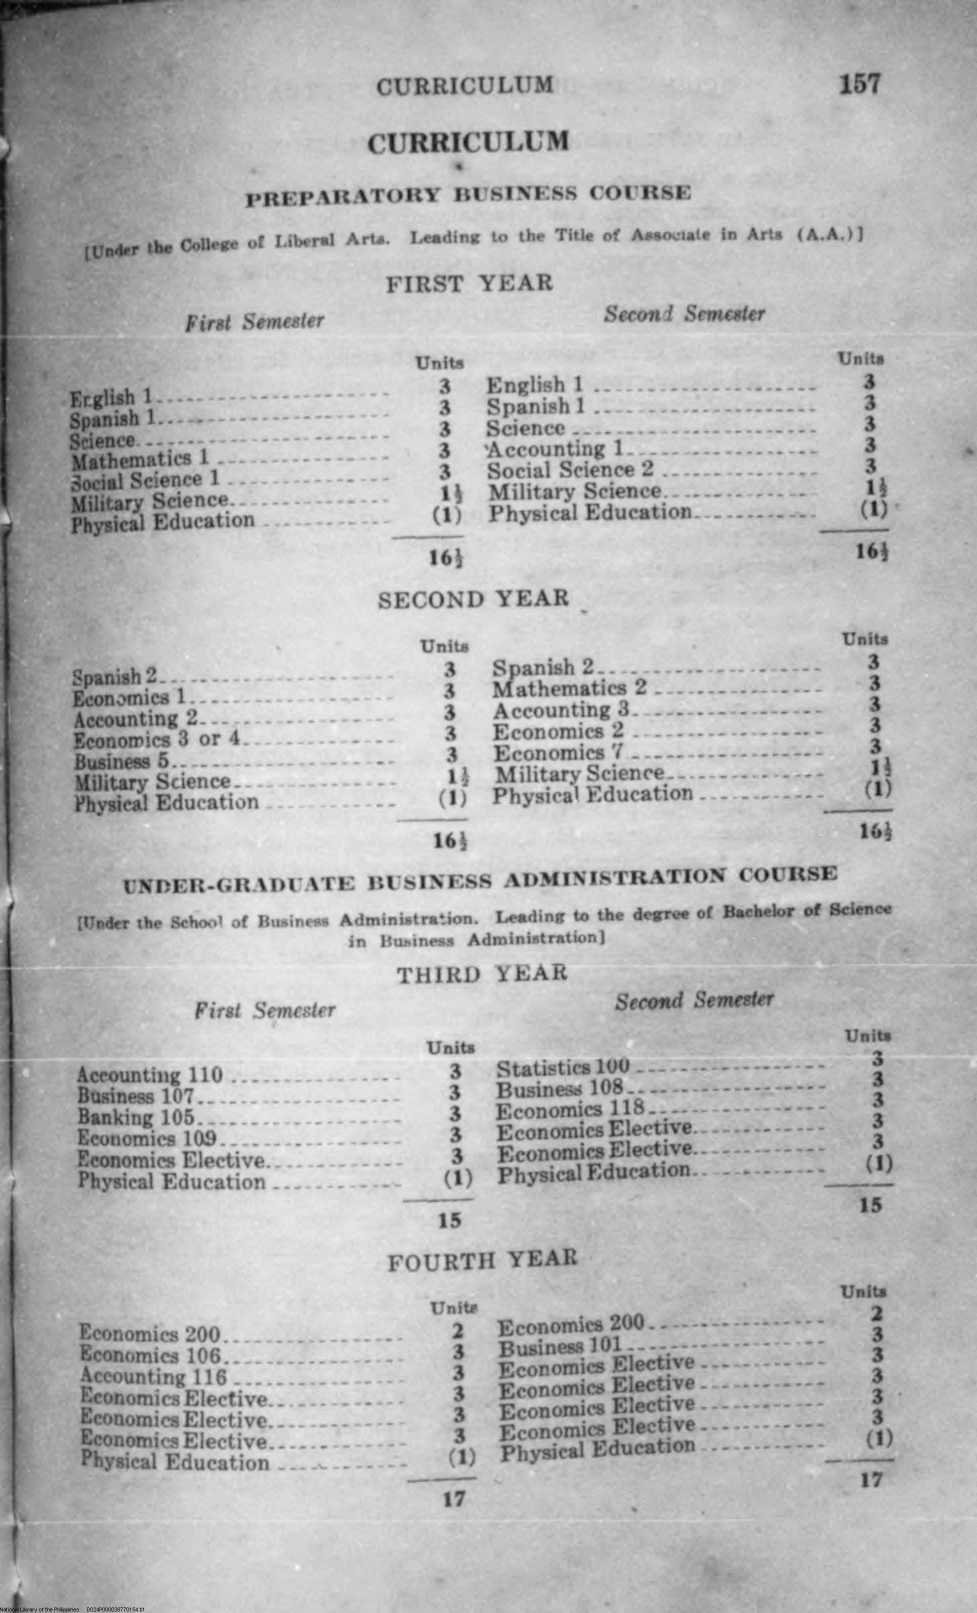 CURRICULUM 157
CURRICULUM
PREPARATORY BUSINESS COURSE
[Under the College of Liberal Arts. Leading to the Title of Associate in Arts (A.A.)]
FIRST YEAR
First Semester Second Semester
Units Units
English 1 3 English 1 3
Spanish 1 3 Spanish 1 3
Science 3 Science 3
Mathematics 1 3 Accounting 1 3
Social Science 1 3 Social Science 2 3
Military Science 1½ Military Science 1½
Physical Education (1) Physical Education (1)
16½ 16½
SECOND YEAR
Units Units
Spanish 2 3 Spanish 2 3
Economics 1 3 Mathematics 2 3
Accounting 2 3 Accounting 3 3
Economics 3 or 4 3 Economics 2 3
Business 5 3 Economics 7 3
Military Science 1½ Military Science 1½
Physical Education (1) Physical Education (1)
16½ 16½
UNDER-GRADUATE BUSINESS ADMINISTRATION COURSE
[Under the School of Business Administration. Leading to the degree of Bachelor of Science
in Business Administration]
THIRD YEAR
First Semester Second Semester
Units Units
Accounting 110 3 Statistics 100 3
Business 107 3 Business 108 3
Banking 105 3 Economics 118 3
Economics 109 3 Economics Elective 3
Economics Elective 3 Economics Elective 3
Physical Education (1) Physical Education (1)
15 15
FOURTH YEAR
Units Units
Economics 200 2 Economics 200 2
Economics 106 3 Business 101 3
Accounting 116 3 Economics Elective 3
Economics Elective 3 Economics Elective 3
Economics Elective 3 Economics Elective 3
Economics Elective 3 Economics Elective 3
Physical Education (1) Physical Education (1)
17 17
National Library of the Philippines